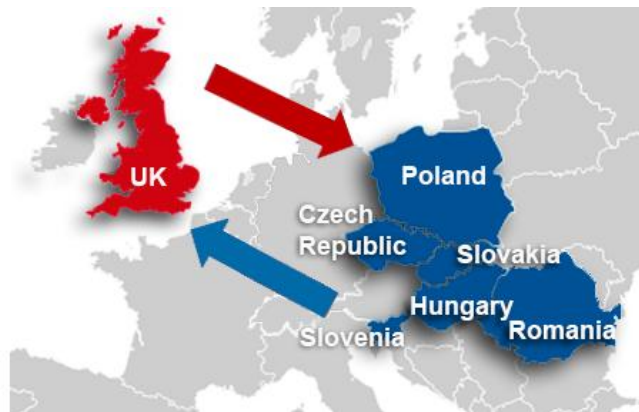 UK
Poland
Czech
Republic
Slovakia
Hungary
Slovenia
Romania